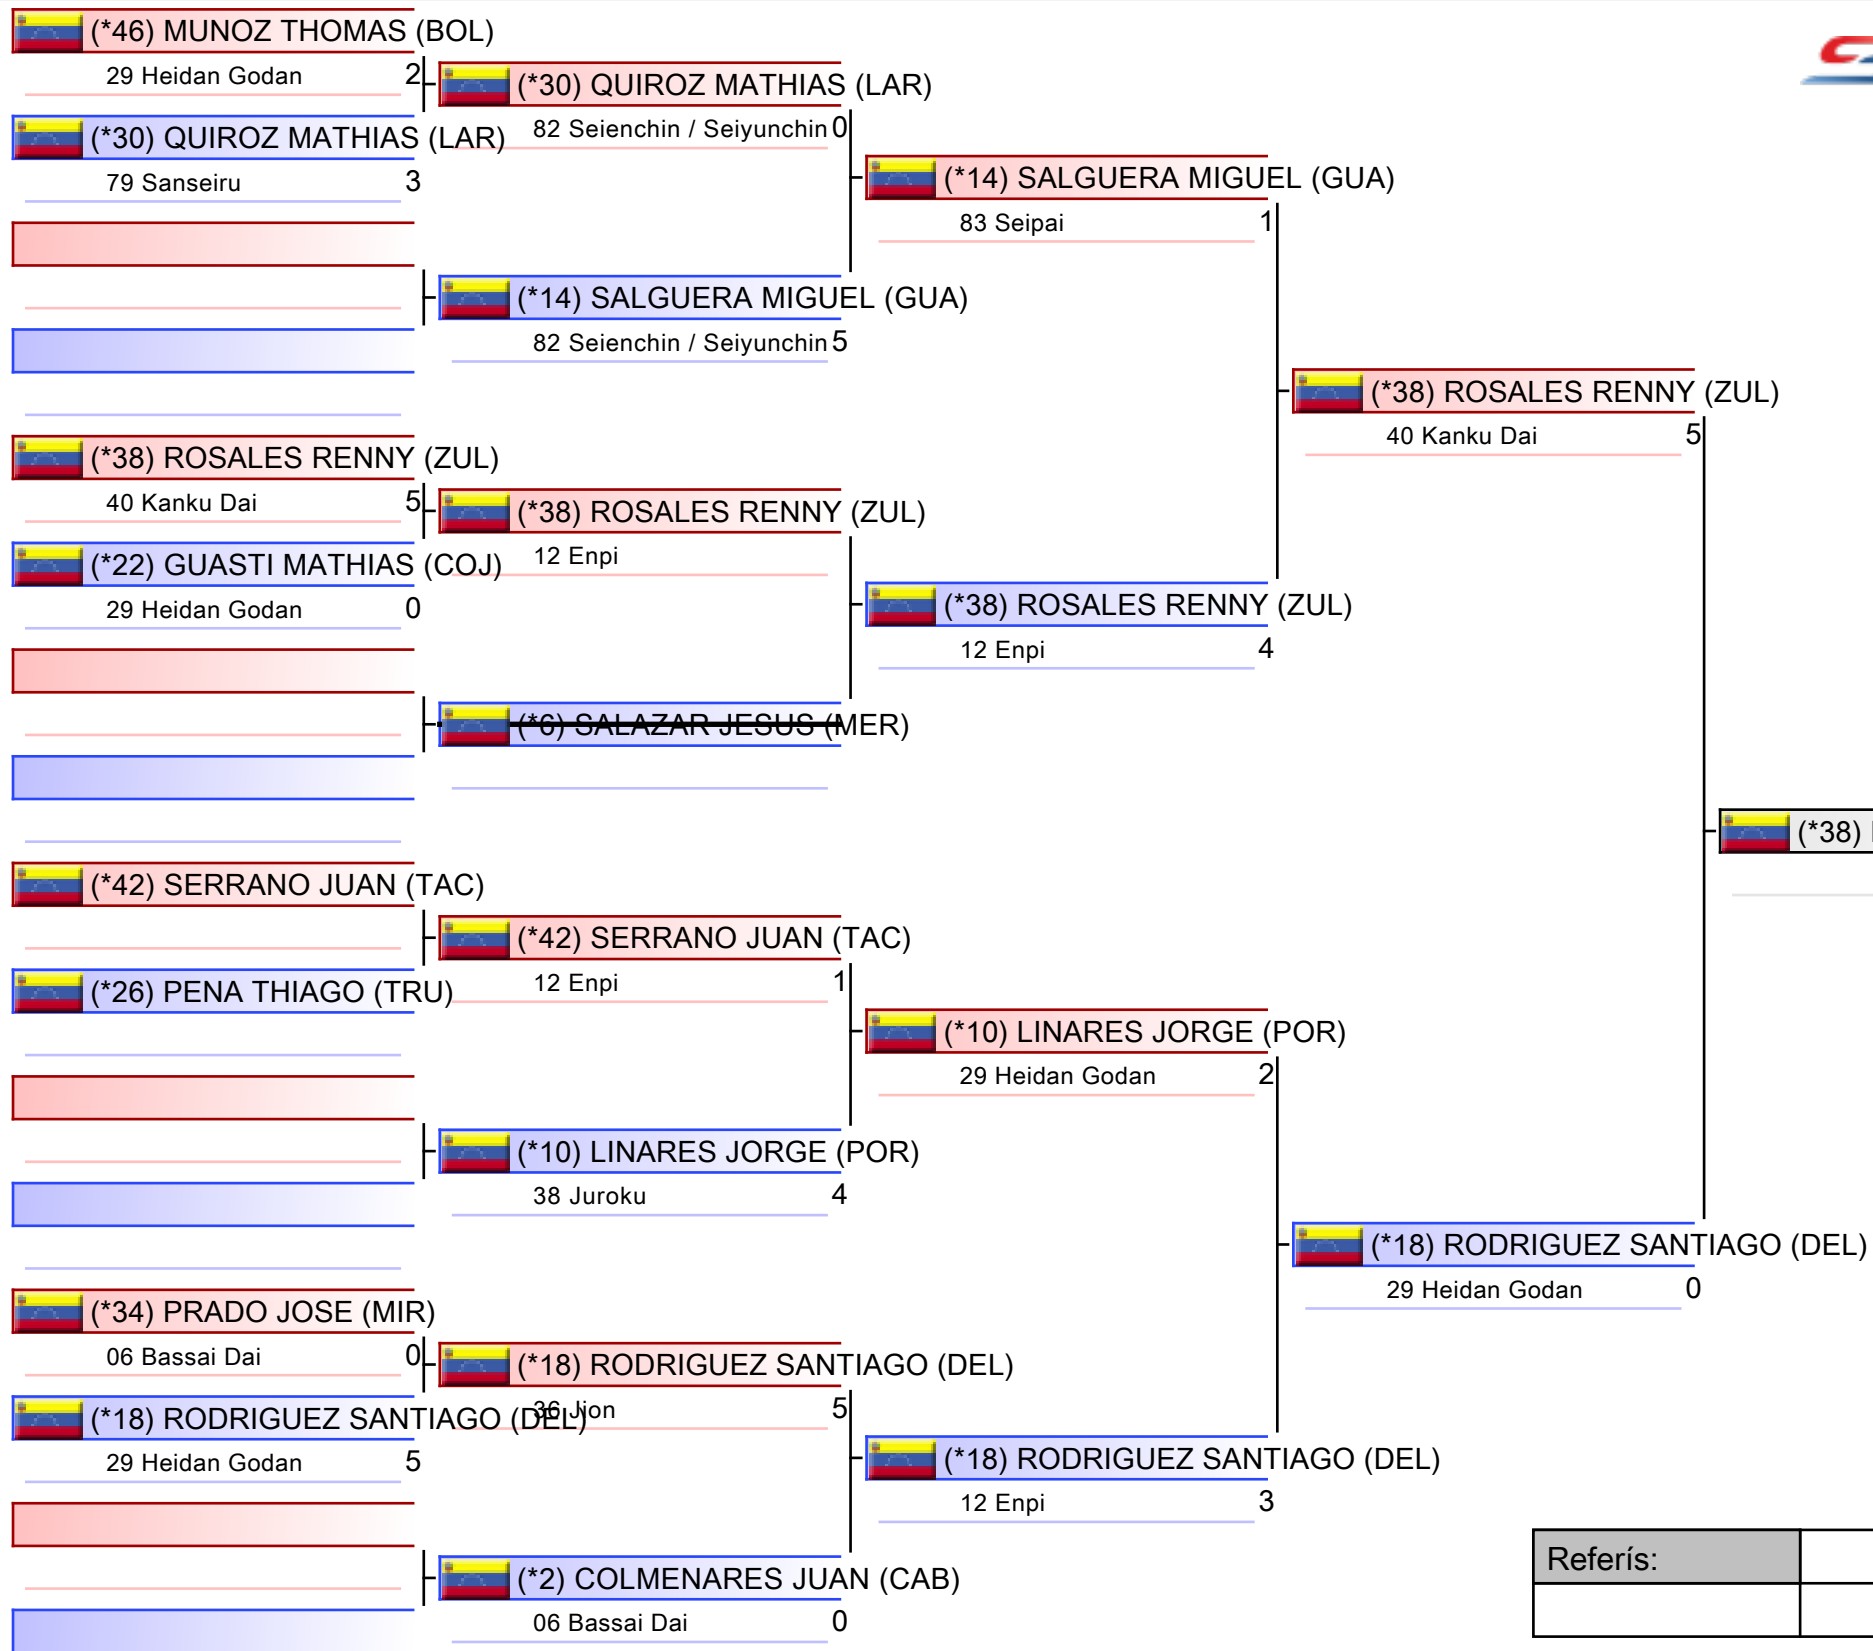 (*46) MUNOZ THOMAS (BOL)
29 Heidan Godan 2
(*30) QUIROZ MATHIAS (LAR)
79 Sanseiru 3
(*38) ROSALES RENNY (ZUL)
40 Kanku Dai 5
(*22) GUASTI MATHIAS (COJ)
29 Heidan Godan 0
(*42) SERRANO JUAN (TAC)
(*26) PENA THIAGO (TRU)
(*34) PRADO JOSE (MIR)
06 Bassai Dai 0
(*18) RODRIGUEZ SANTIAGO (DEL)
29 Heidan Godan 5
(*30) QUIROZ MATHIAS (LAR)
82 Seienchin / Seiyunchin 0
(*14) SALGUERA MIGUEL (GUA)
82 Seienchin / Seiyunchin 5
(*38) ROSALES RENNY (ZUL)
12 Enpi
(*6) SALAZAR JESUS (MER)
(*42) SERRANO JUAN (TAC)
12 Enpi 1
(*10) LINARES JORGE (POR)
38 Juroku 4
(*18) RODRIGUEZ SANTIAGO (DEL)
36 Jion 5
(*2) COLMENARES JUAN (CAB)
06 Bassai Dai 0
(*14) SALGUERA MIGUEL (GUA)
83 Seipai 1
(*38) ROSALES RENNY (ZUL)
12 Enpi 4
(*10) LINARES JORGE (POR)
29 Heidan Godan 2
(*18) RODRIGUEZ SANTIAGO (DEL)
12 Enpi 3
(*38) ROSALES RENNY (ZUL)
40 Kanku Dai 5
(*18) RODRIGUEZ SANTIAGO (DEL)
29 Heidan Godan 0
(*38)
Referís: